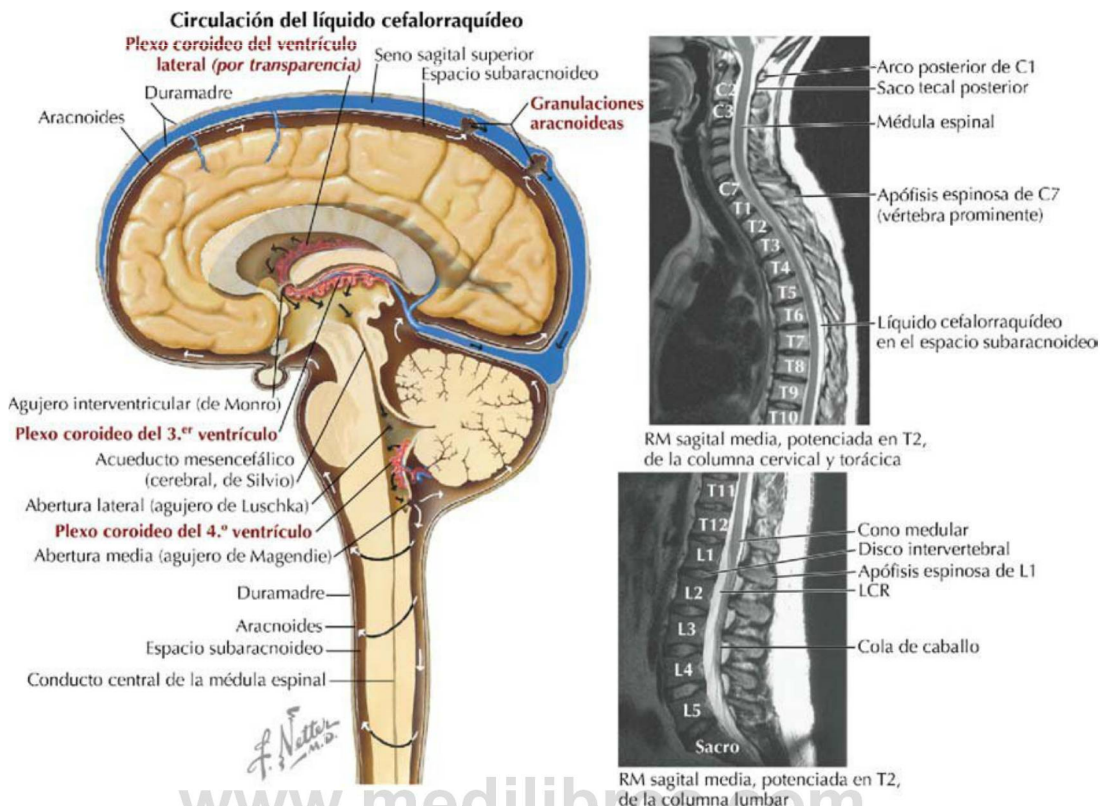 Circulación del líquido cefalorraquídeo
Plexo coroideo del ventrículo
lateral (por transparencia)
Seno sagital superior
Espacio subaracnoideo
Duramadre
Aracnoides
Granulaciones
aracnoideas
Agujero interventricular (de Monro)
Plexo coroideo del 3.er ventrículo
Acueducto mesencefálico
(cerebral, de Silvio)
Abertura lateral (agujero de Luschka)
Plexo coroideo del 4.º ventrículo
Abertura media (agujero de Magendie)
Duramadre
Aracnoides
Espacio subaracnoideo
Conducto central de la médula espinal
F. Netter
M.D.
C2
C3
C7
T1
T2
T3
T4
T5
T6
T7
T8
T9
T10
Arco posterior de C1
Saco tecal posterior
Médula espinal
Apófisis espinosa de C7
(vértebra prominente)
Líquido cefalorraquídeo
en el espacio subaracnoideo
RM sagital media, potenciada en T2,
de la columna cervical y torácica
T11
T12
L1
L2
L3
L4
L5
Sacro
Cono medular
Disco intervertebral
Apófisis espinosa de L1
LCR
Cola de caballo
RM sagital media, potenciada en T2,
de la columna lumbar
www.medilibros.com